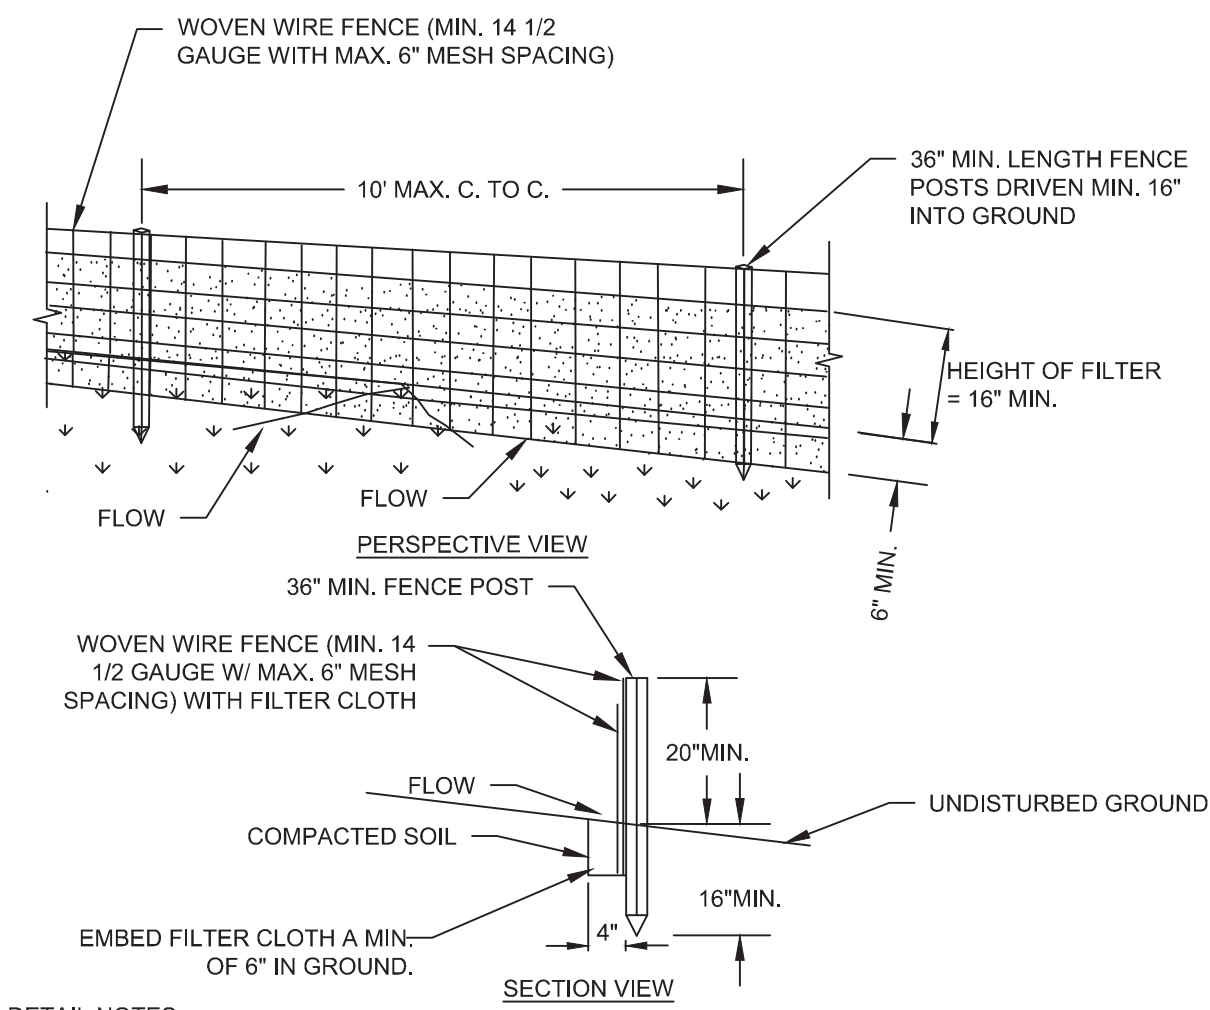 WOVEN WIRE FENCE (MIN. 14 1/2
GAUGE WITH MAX. 6" MESH SPACING)
10' MAX. C. TO C.
36" MIN. LENGTH FENCE
POSTS DRIVEN MIN. 16"
INTO GROUND
HEIGHT OF FILTER
= 16" MIN.
FLOW
FLOW
6" MIN.
PERSPECTIVE VIEW
36" MIN. FENCE POST
WOVEN WIRE FENCE (MIN. 14
1/2 GAUGE W/ MAX. 6" MESH
SPACING) WITH FILTER CLOTH
20"MIN.
FLOW
UNDISTURBED GROUND
COMPACTED SOIL
16"MIN.
EMBED FILTER CLOTH A MIN.
OF 6" IN GROUND.
4"
SECTION VIEW
DETAIL NOTES